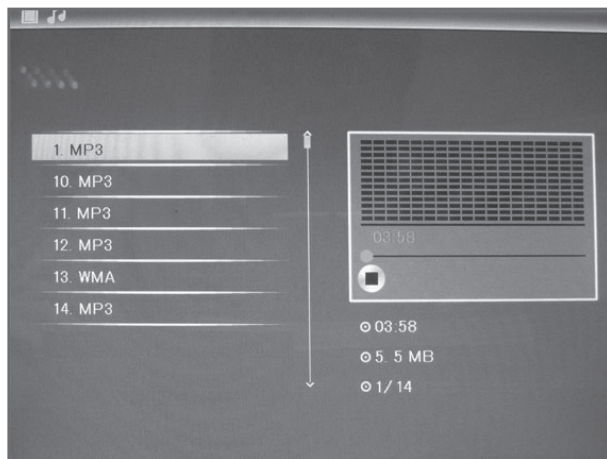 1. MP3
10. MP3
11. MP3
12. MP3
13. WMA
14. MP3
03:58
03:58
5. 5 MB
1/14